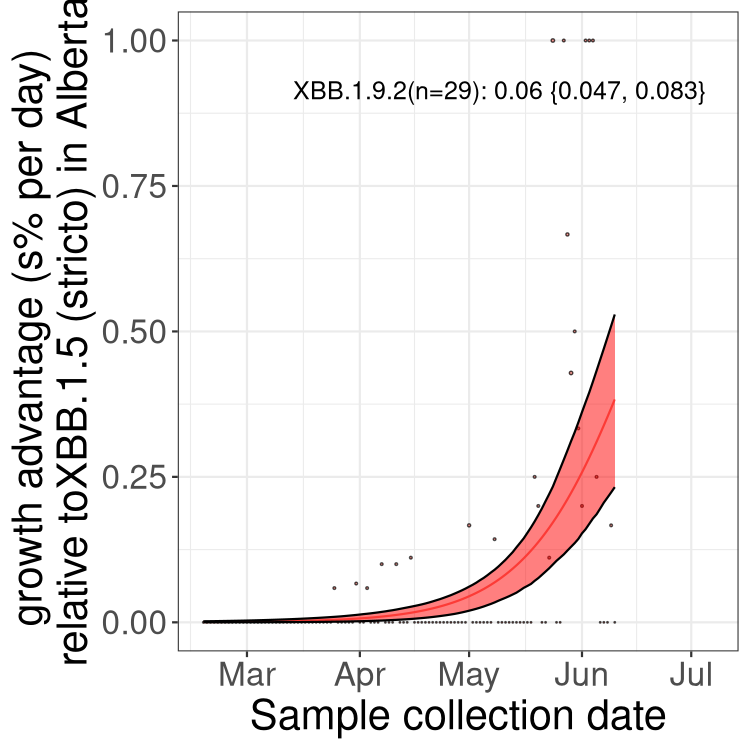 growth advantage (s% per day)
relative toXBB.1.5 (stricto) in Alberta
1.00
0.75
0.50
0.25
0.00
XBB.1.9.2(n=29): 0.06 {0.047, 0.083}
Mar Apr May Jun Jul
Sample collection date